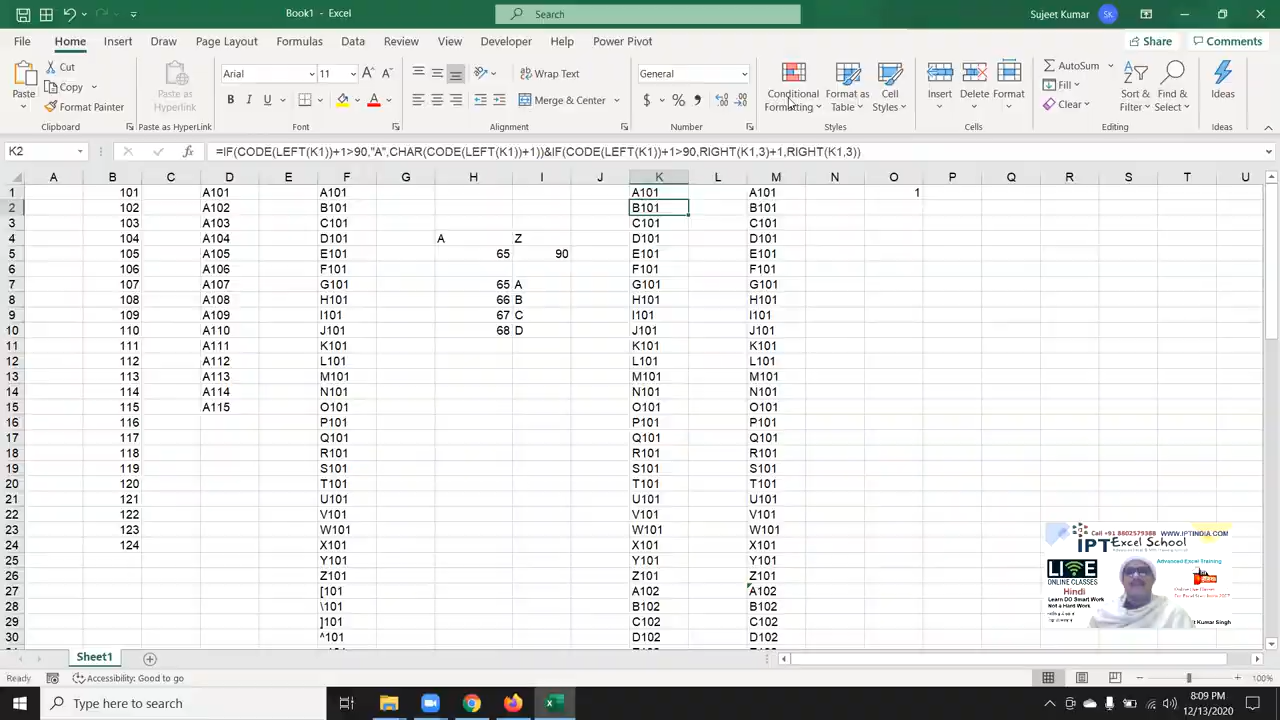 Book1 - Excel
Search
Sujeet Kumar
SK
File Home Insert Draw Page Layout Formulas Data Review View Developer Help Power Pivot
Share Comments
Paste
Cut
Copy
Format Painter
Clipboard
Paste as Hyperlink
Paste as Hyperlink
Arial 11
B I U
Font
Wrap Text
Merge & Center
Alignment
General
$ % ,
Number
Conditional Formatting
Format as Table
Cell Styles
Styles
Insert Delete Format
Cells
AutoSum
Fill
Clear
Sort & Filter
Find & Select
Editing
Ideas
Ideas
K2 fx =IF(CODE(LEFT(K1))+1>90,"A",CHAR(CODE(LEFT(K1))+1))&IF(CODE(LEFT(K1))+1>90,RIGHT(K1,3)+1,RIGHT(K1,3))
A B C D E F G H I J K L M N O P Q R S T U
1 101 A101 A101 A101 A101 1
2 102 A102 B101 B101 B101
3 103 A103 C101 C101 C101
4 104 A104 D101 A Z D101 D101
5 105 A105 E101 65 90 E101 E101
6 106 A106 F101 F101 F101
7 107 A107 G101 65 A G101 G101
8 108 A108 H101 66 B H101 H101
9 109 A109 I101 67 C I101 I101
10 110 A110 J101 68 D J101 J101
11 111 A111 K101 K101 K101
12 112 A112 L101 L101 L101
13 113 A113 M101 M101 M101
14 114 A114 N101 N101 N101
15 115 A115 O101 O101 O101
16 116 P101 P101 P101
17 117 Q101 Q101 Q101
18 118 R101 R101 R101
19 119 S101 S101 S101
20 120 T101 T101 T101
21 121 U101 U101 U101
22 122 V101 V101 V101
23 123 W101 W101 W101
24 124 X101 X101 X101
25 Y101 Y101 Y101
26 Z101 Z101 Z101
27 [101 A102 A102
28 \101 B102 B102
29 ]101 C102 C102
30 ^101 D102 D102
Call +91 8802579388 WWW.IPTINDIA.COM
IPT Excel School
Advanced Excel Training
LIVE
ONLINE CLASSES
Hindi
Learn DO Smart Work
Not a Hard Work
Kumar Singh
Sheet1
Accessibility: Good to go
100%
Type here to search
8:09 PM
12/13/2020